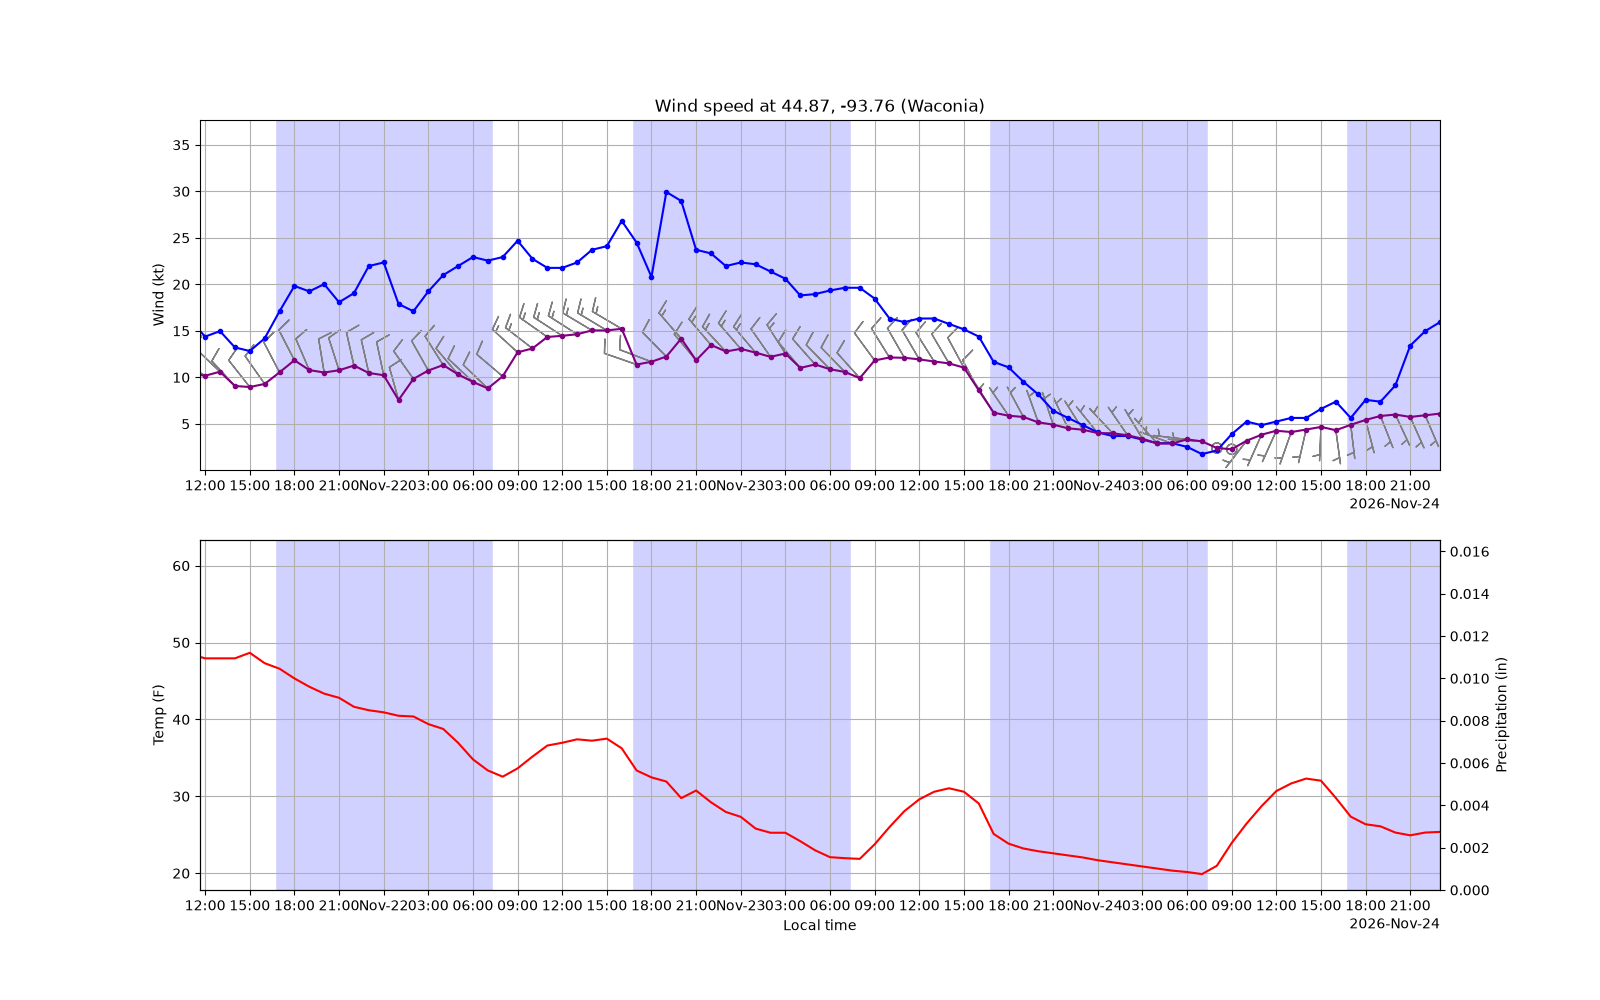 Wind speed at 44.87, -93.76 (Waconia)
35
30
25
20
15
10
5
Wind (kt)
12:00 15:00 18:00 21:00 Nov-22 03:00 06:00 09:00 12:00 15:00 18:00 21:00 Nov-23 03:00 06:00 09:00 12:00 15:00 18:00 21:00 Nov-24 03:00 06:00 09:00 12:00 15:00 18:00 21:00
2026-Nov-24
60
50
40
30
20
Temp (F)
0.016
0.014
0.012
0.010
0.008
0.006
0.004
0.002
0.000
Precipitation (in)
12:00 15:00 18:00 21:00 Nov-22 03:00 06:00 09:00 12:00 15:00 18:00 21:00 Nov-23 03:00 06:00 09:00 12:00 15:00 18:00 21:00 Nov-24 03:00 06:00 09:00 12:00 15:00 18:00 21:00
Local time
2026-Nov-24